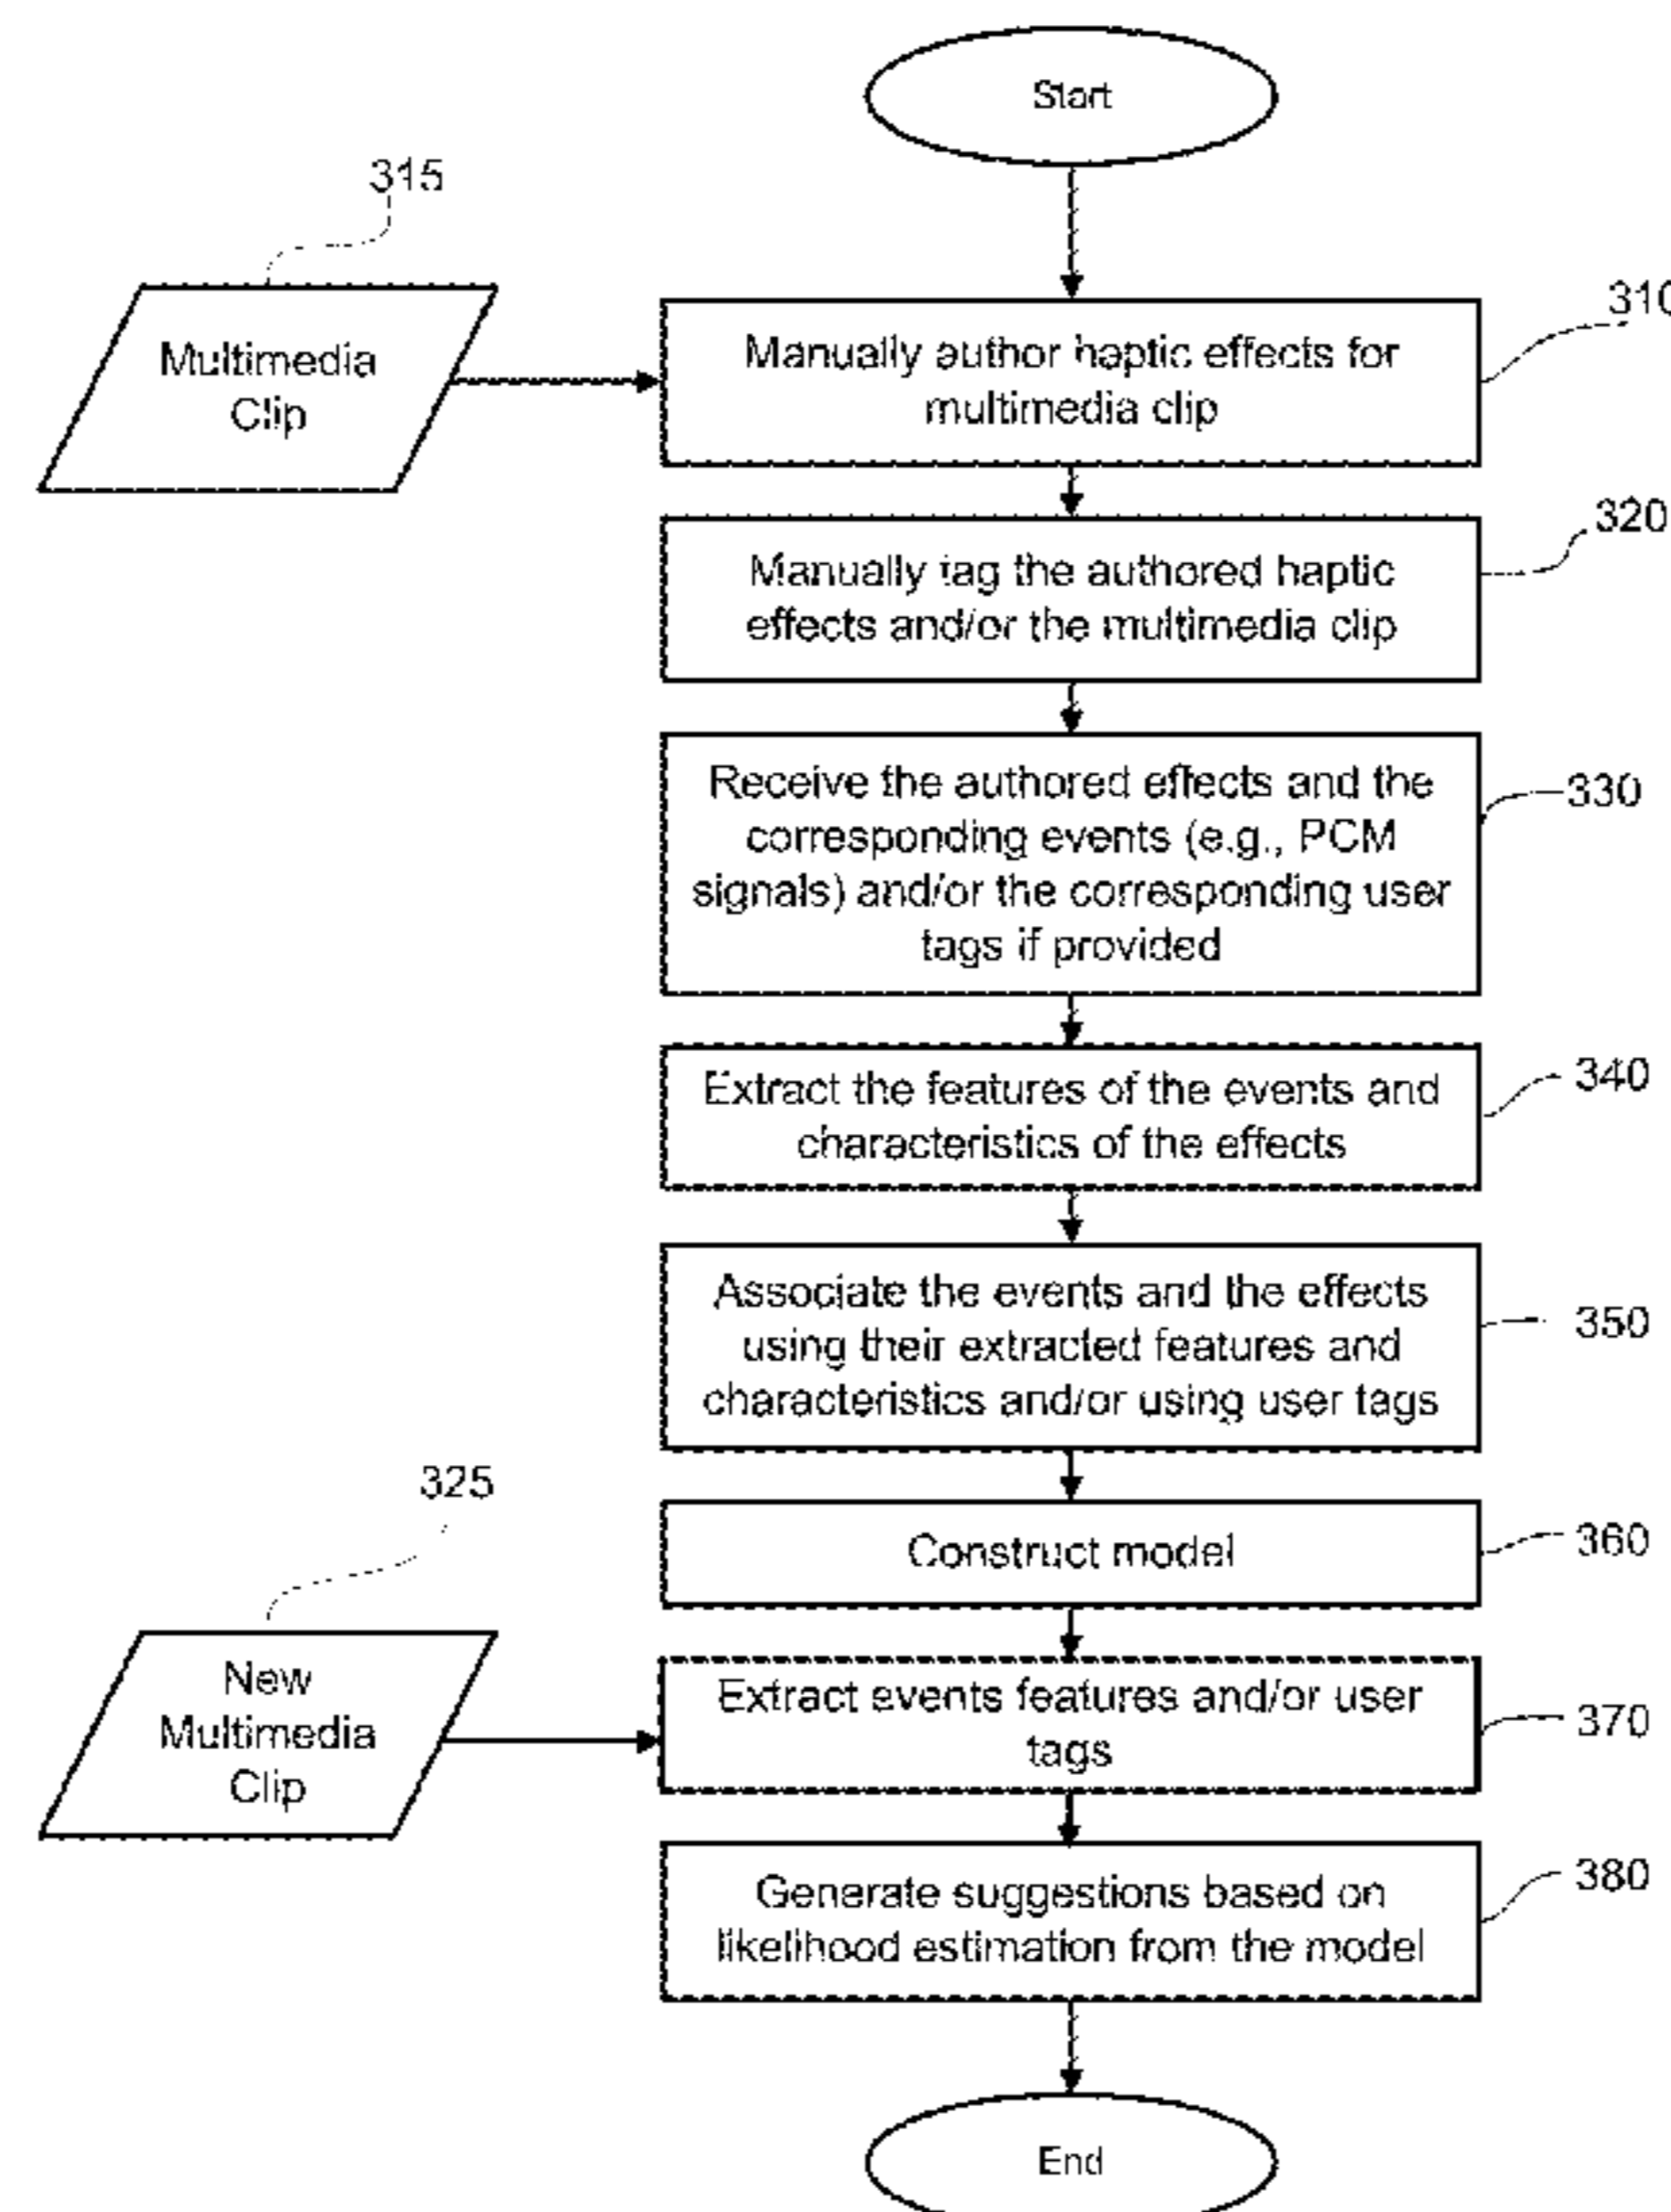 Start
315
310
Multimedia
Clip
Manually author haptic effects for
multimedia clip
320
Manually tag the authored haptic
effects and/or the multimedia clip
Receive the authored effects and the
corresponding events (e.g., PCM
signals) and/or the corresponding user
tags if provided
330
Extract the features of the events and
characteristics of the effects
340
Associate the events and the effects
using their extracted features and
characteristics and/or using user tags
350
325
Construct model
360
New
Multimedia
Clip
Extract events features and/or user
tags
370
Generate suggestions based on
likelihood estimation from the model
380
End